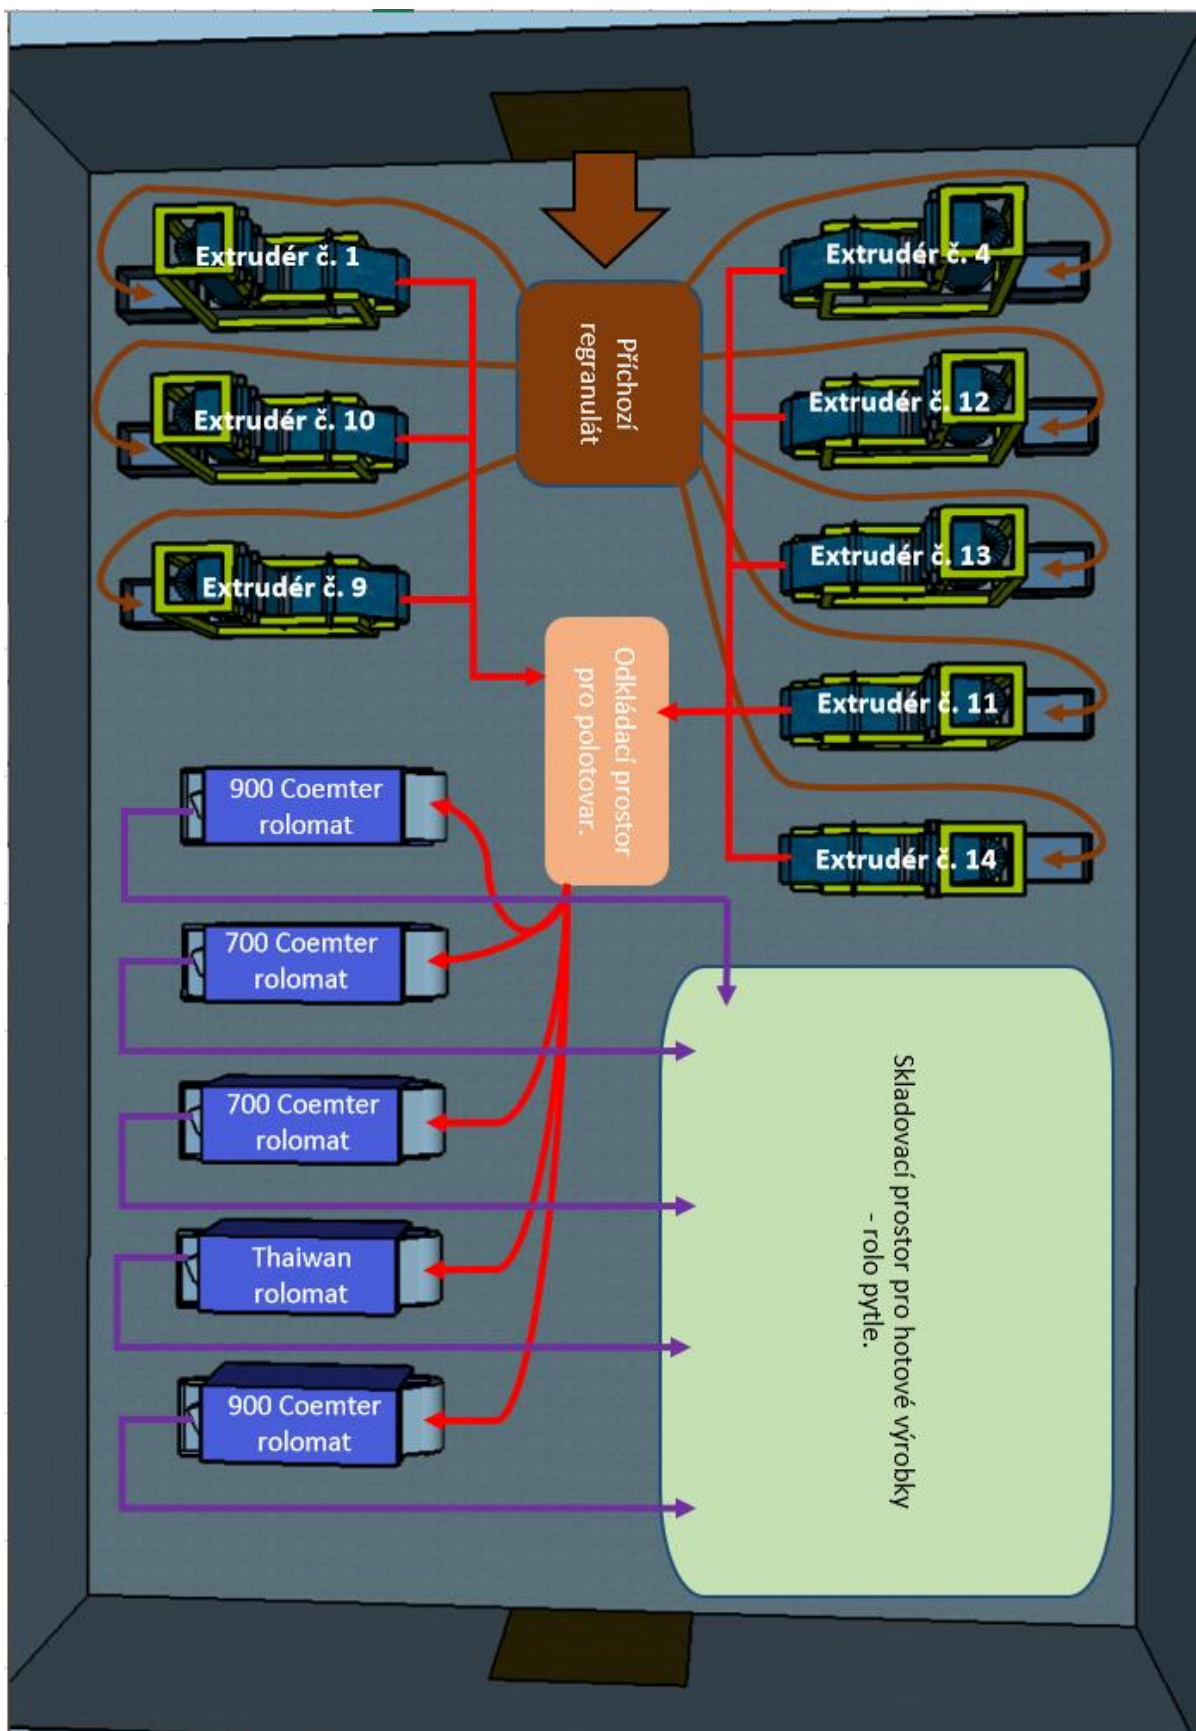 Extrudér č. 1
Extrudér č. 4
Příchozí
regranulát
Extrudér č. 10
Extrudér č. 12
Extrudér č. 9
Extrudér č. 13
Odkládací prostor
pro polotovar.
Extrudér č. 11
Extrudér č. 14
900 Coemter
rolomat
700 Coemter
rolomat
700 Coemter
rolomat
Thaiwan
rolomat
900 Coemter
rolomat
Skladovací prostor pro hotové výrobky
- rolo pytle.